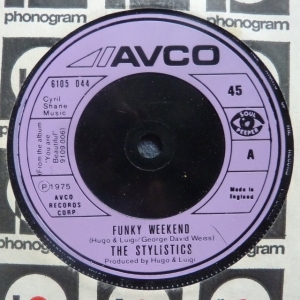 phonogram
phonogram
AVCO
6105 044
45
Cyril
Shane
Music
SOUL
KEEPER
From the album
"You are
Beautiful"
9109 006)
A
℗ 1975
Made in
England
AVCO
RECORDS
CORP.
FUNKY WEEKEND
(Hugo & Luigi/George David Weiss)
THE STYLISTICS
Produced by Hugo & Luigi
phonogram
phonogram